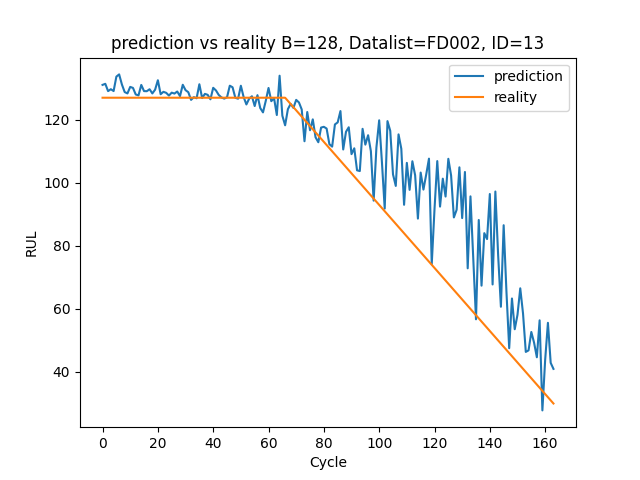 prediction vs reality B=128, Datalist=FD002, ID=13
prediction
reality
RUL
120
100
80
60
40
0 20 40 60 80 100 120 140 160
Cycle